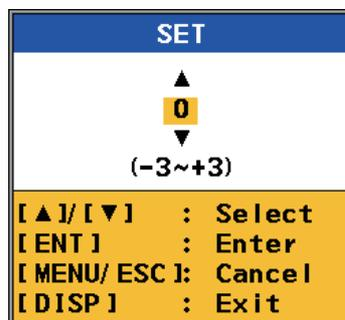 SET
▲
0
▼
(-3~+3)
[▲]/[▼] : Select
[ENT] : Enter
[MENU/ESC]: Cancel
[DISP] : Exit